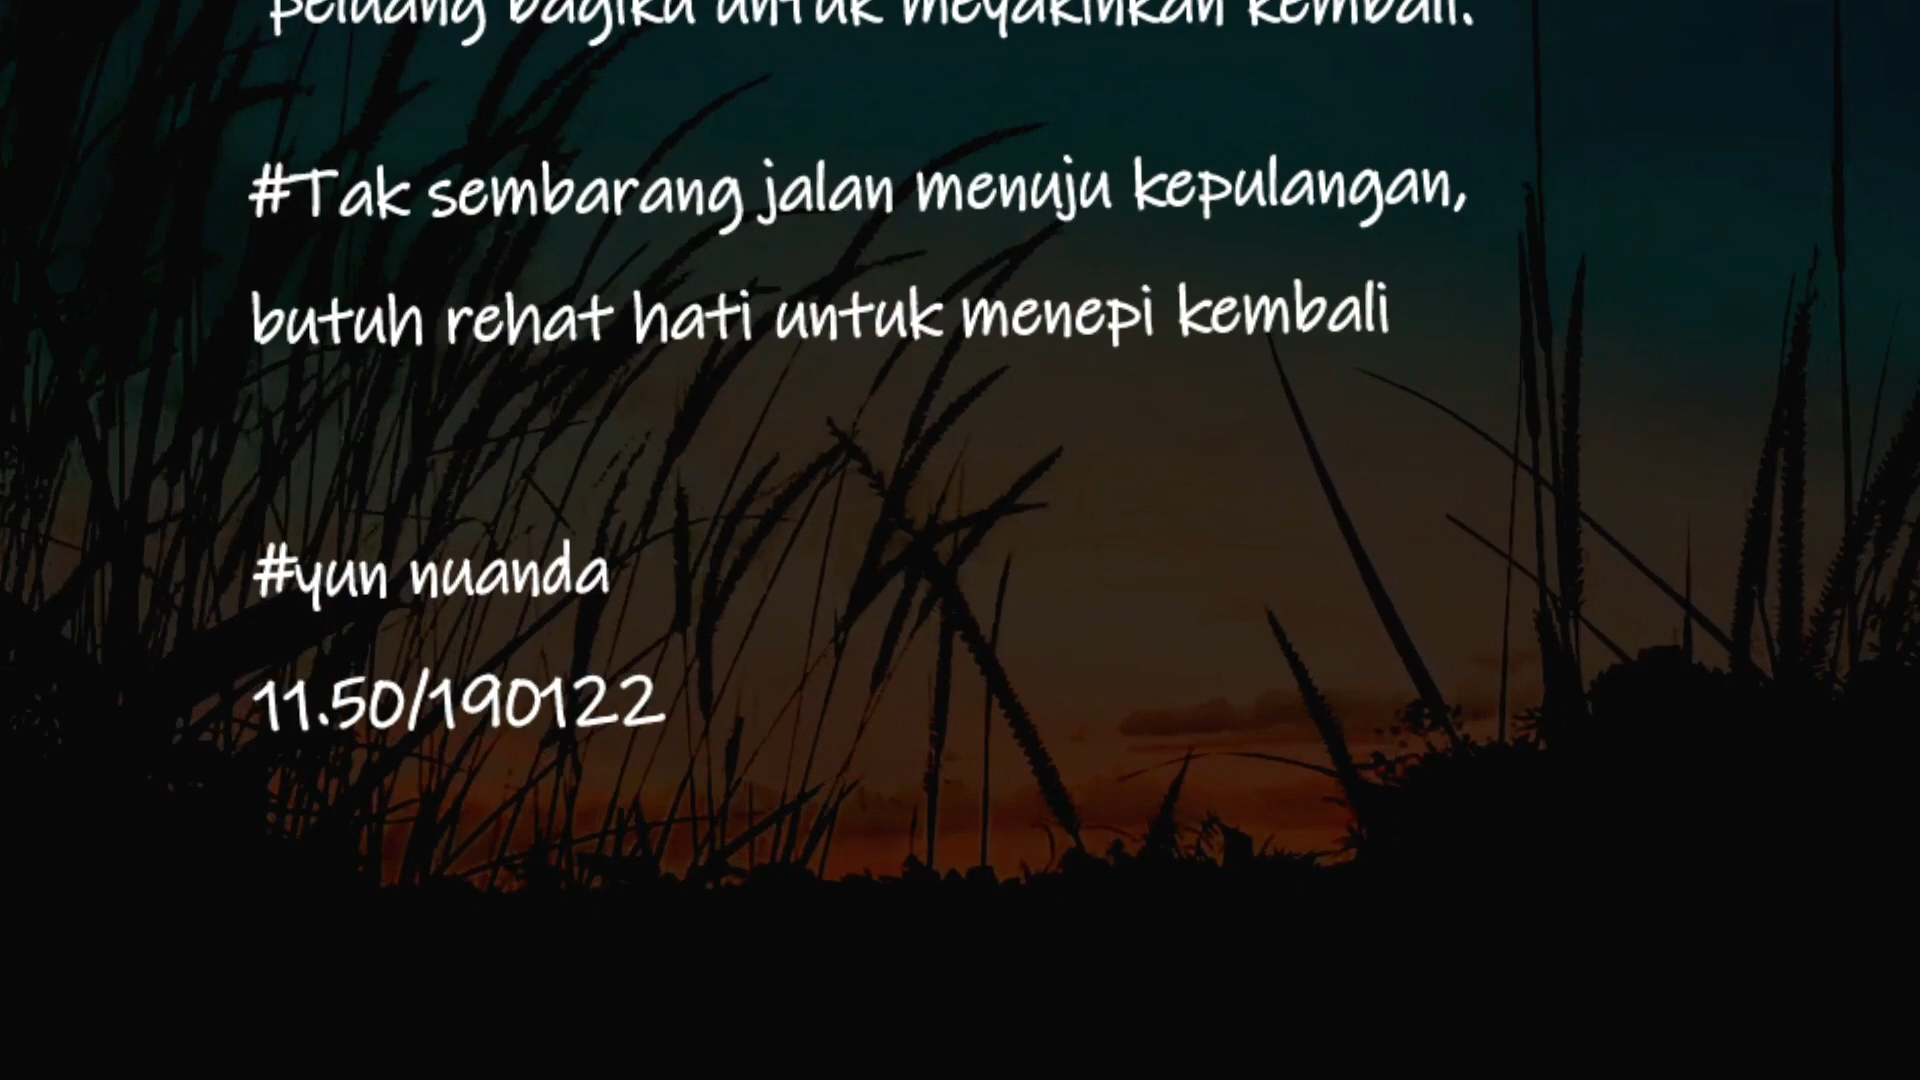 peluang bagiku untuk meyakinkan kembali.
#Tak sembarang jalan menuju kepulangan,
butuh rehat hati untuk menepi kembali
#yun nuanda
11.50/190122